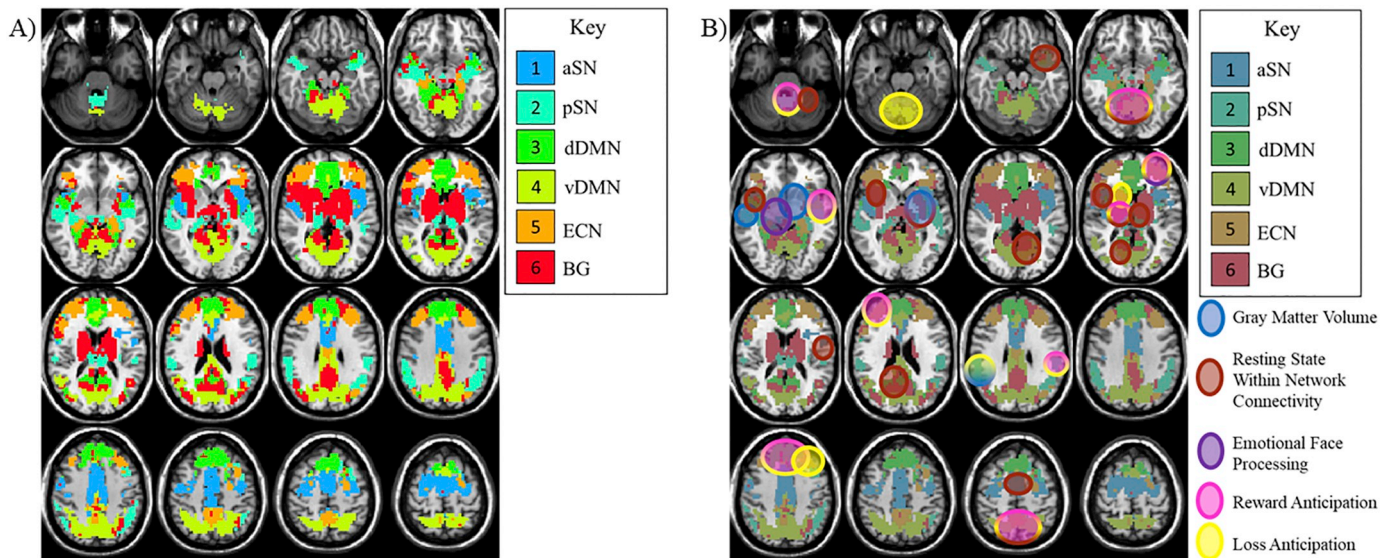 A)
Key
1 aSN
2 pSN
3 dDMN
4 vDMN
5 ECN
6 BG
B)
Key
1 aSN
2 pSN
3 dDMN
4 vDMN
5 ECN
6 BG
Gray Matter Volume
Resting State
Within Network
Connectivity
Emotional Face
Processing
Reward Anticipation
Loss Anticipation